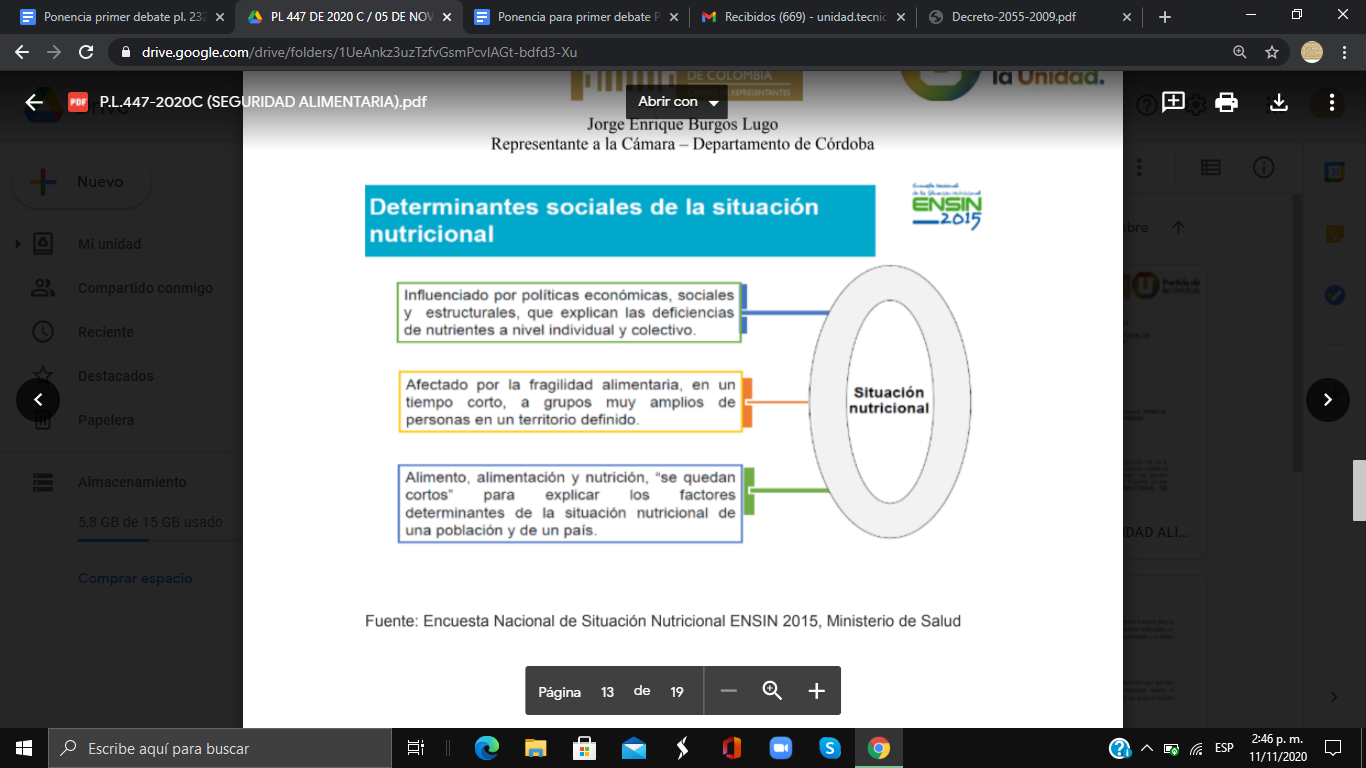 Ponencia primer debate pl. 232
PL 447 DE 2020 C / 05 DE NOV
Ponencia para primer debate P
Recibidos (669) - unidad.tecnic
Decreto-2055-2009.pdf
drive.google.com/drive/folders/1UeAnkz3uzTzfvGsmPcvlAGt-bdfd3-Xu
PDF
P.L.447-2020C (SEGURIDAD ALIMENTARIA).pdf
Abrir con
DE COLOMBIA
la Unidad.
Jorge Enrique Burgos Lugo
Representante a la Cámara – Departamento de Córdoba
Nuevo
Mi unidad
Compartido conmigo
Reciente
Destacados
Papelera
Almacenamiento
5,8 GB de 15 GB usado
Comprar espacio
Determinantes sociales de la situación
nutricional
Encuesta Nacional
de la Situación Nutricional
ENSIN
2015
Influenciado por políticas económicas, sociales
y estructurales, que explican las deficiencias
de nutrientes a nivel individual y colectivo.
Afectado por la fragilidad alimentaria, en un
tiempo corto, a grupos muy amplios de
personas en un territorio definido.
Alimento, alimentación y nutrición, “se quedan
cortos” para explicar los factores
determinantes de la situación nutricional de
una población y de un país.
Situación
nutricional
Fuente: Encuesta Nacional de Situación Nutricional ENSIN 2015, Ministerio de Salud
Página 13 de 19
Escribe aquí para buscar
ESP
2:46 p. m.
11/11/2020